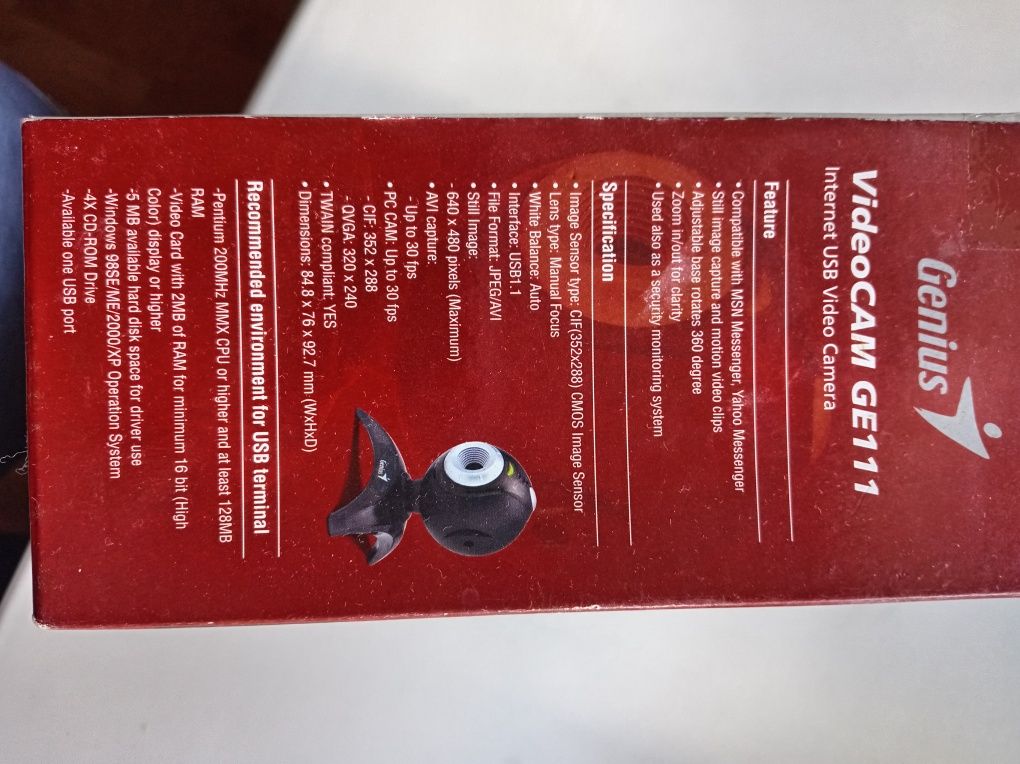 Genius
VideoCAM GE111
Internet USB Video Camera
Feature
• Compatible with MSN Messenger, Yahoo Messenger
• Still image capture and motion video clips
• Adjustable base rotates 360 degree
• Zoom in/out for clarity
• Used also as a security monitoring system
Specification
• Image Sensor type: CIF(352x288) CMOS Image Sensor
• Lens type: Manual Focus
• White Balance: Auto
• Interface: USB1.1
• File Format: JPEG/AVI
• Still Image:
- 640 x 480 pixels (Maximum)
• AVI capture:
- Up to 30 fps
• PC CAM: Up to 30 fps
- CIF: 352 x 288
- QVGA: 320 x 240
• TWAIN compliant: YES
• Dimensions: 84.8 x 76 x 92.7 mm (WxHxD)
Genius
Recommended environment for USB terminal
-Pentium 200MHz MMX CPU or higher and at least 128MB
RAM
-Video Card with 2MB of RAM for minimum 16 bit (High
Color) display or higher
-5 MB available hard disk space for driver use
-Windows 98SE/ME/2000/XP Operation System
-4X CD-ROM Drive
-Available one USB port